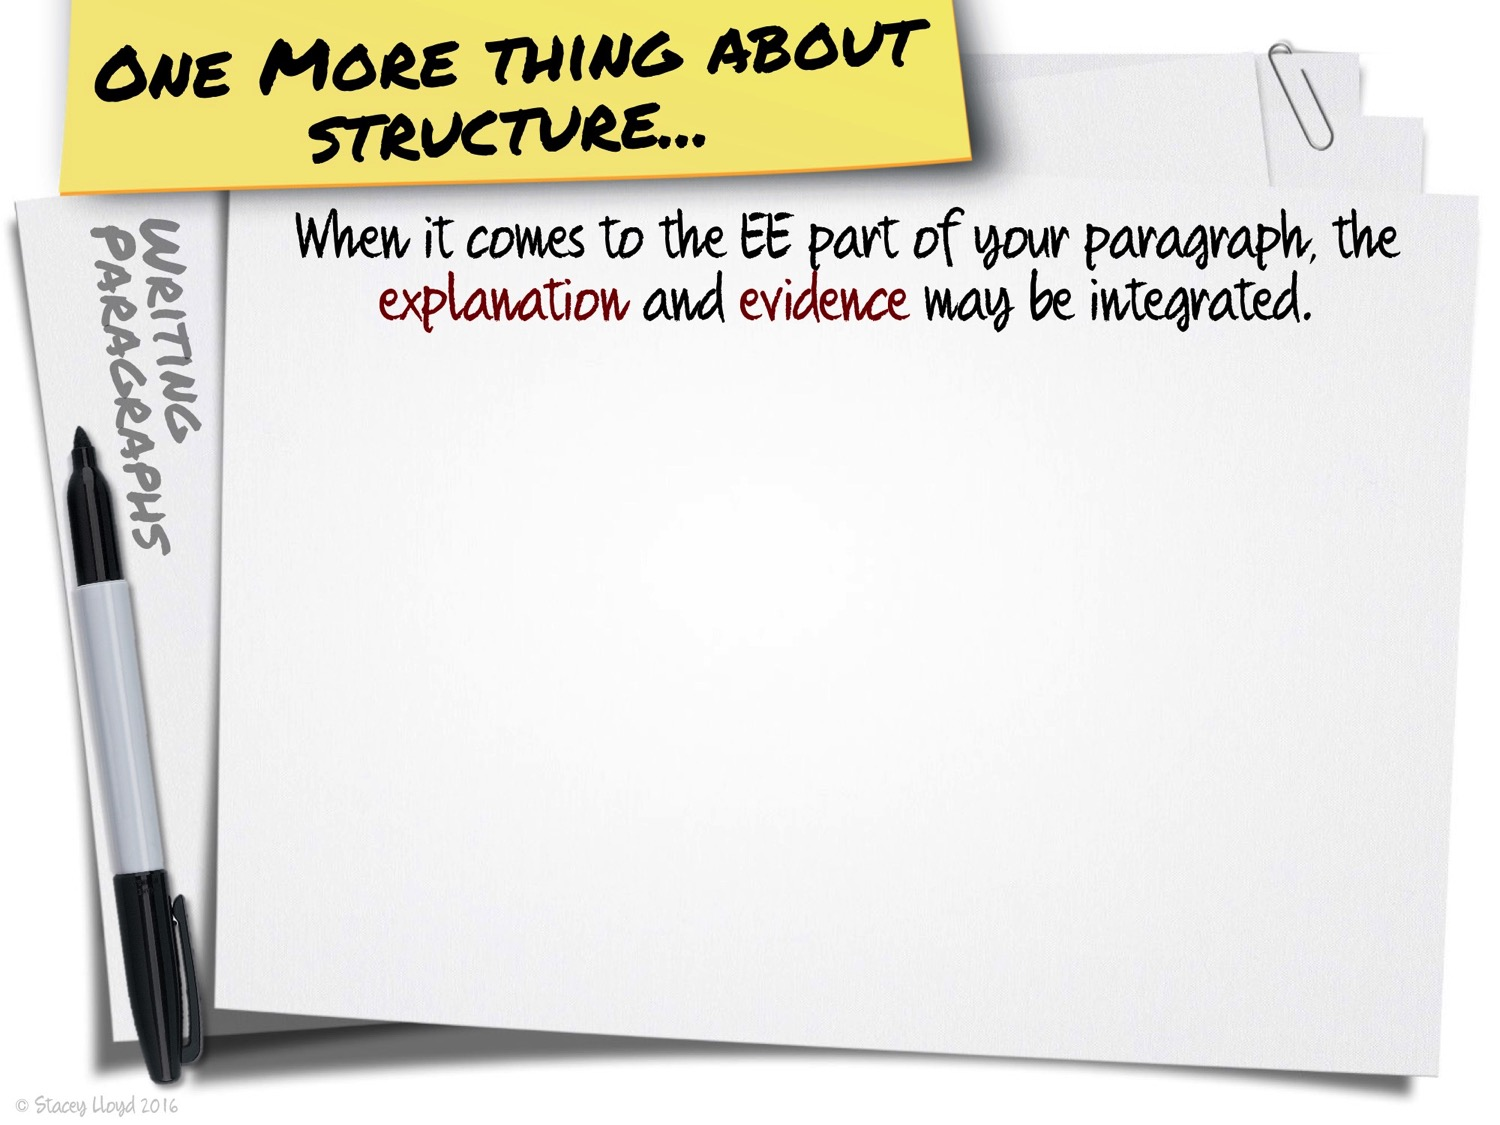 One More thing about
structure...
Writing
Paragraphs
When it comes to the EE part of your paragraph, the
explanation and evidence may be integrated.
© Stacey Lloyd 2016